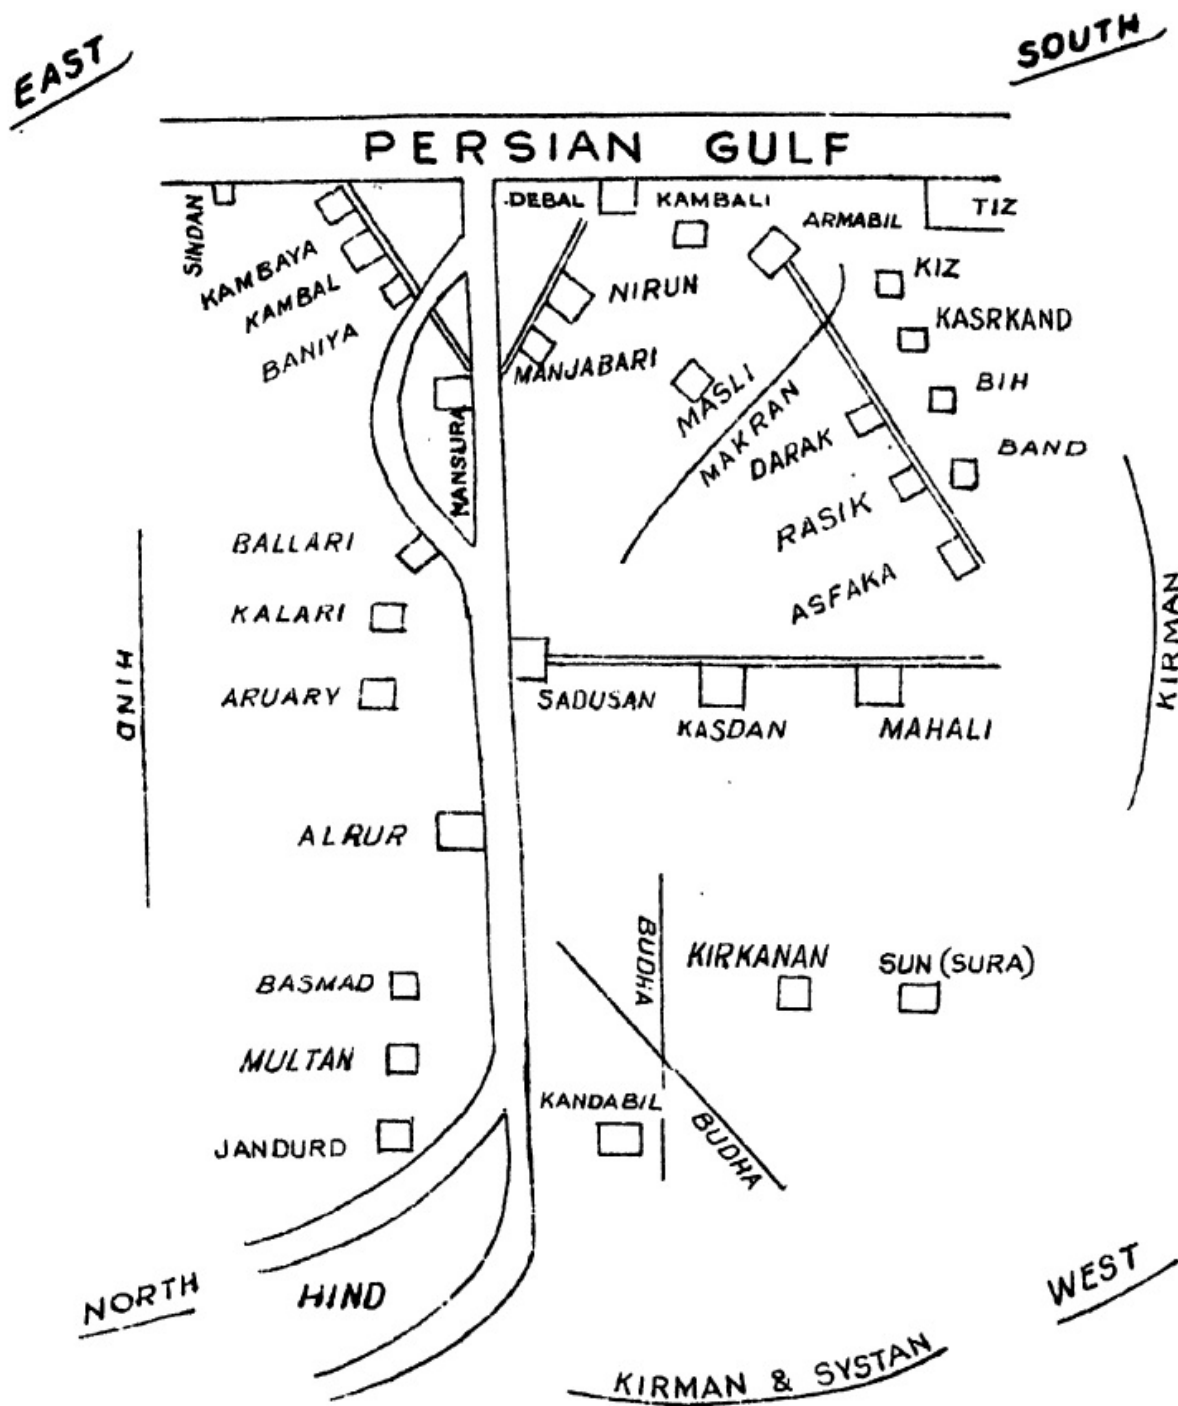 EAST
SOUTH
PERSIAN GULF
SINDAN
KAMBAYA
KAMBAL
BANIYA
DEBAL
KAMBALI
ARMABIL
TIZ
KIZ
NIRUN
KASRKAND
MANJABARI
MASLI
MAKRAN
BIH
DARAK
BAND
MANSURA
RASIK
BALLARI
ASFAKA
KALARI
KIRMAN
HIND
ARUARY
SADUSAN
KASDAN
MAHALI
ALRUR
BUDHA
KIRKANAN
SUN (SURA)
BASMAD
MULTAN
KANDABIL
BUDHA
JANDURD
NORTH
HIND
WEST
KIRMAN & SYSTAN